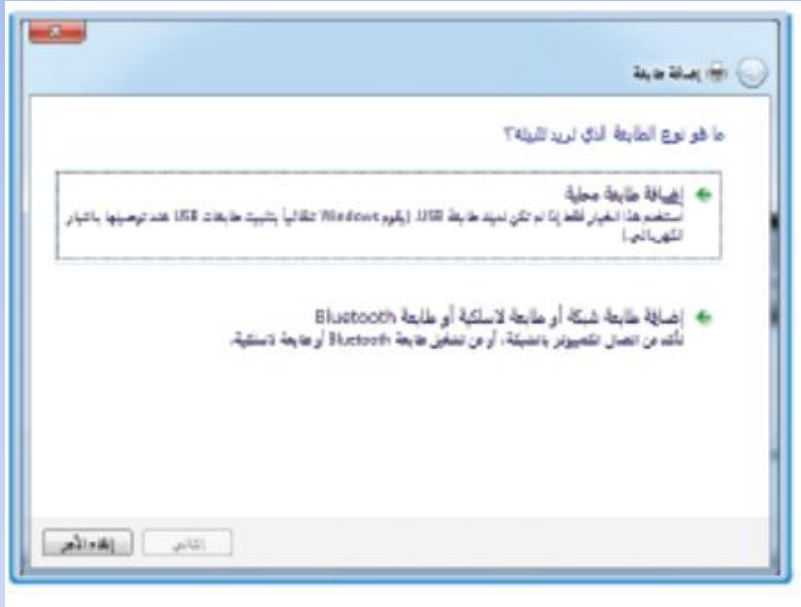 إضافة طابعة
ما هو نوع الطابعة الذي تريد تثبيته؟
إضافة طابعة محلية
استخدم هذا الخيار فقط إذا لم تكن لديك طابعة USB. (يقوم Windows تلقائياً بتثبيت طابعات USB عند توصيلها بالتيار
الكهربائي.)
إضافة طابعة شبكة أو طابعة لاسلكية أو طابعة Bluetooth
تأكد من اتصال الكمبيوتر بالشبكة، أو من تشغيل طابعة Bluetooth أو طابعة لاسلكية.
التالي
إلغاء الأمر